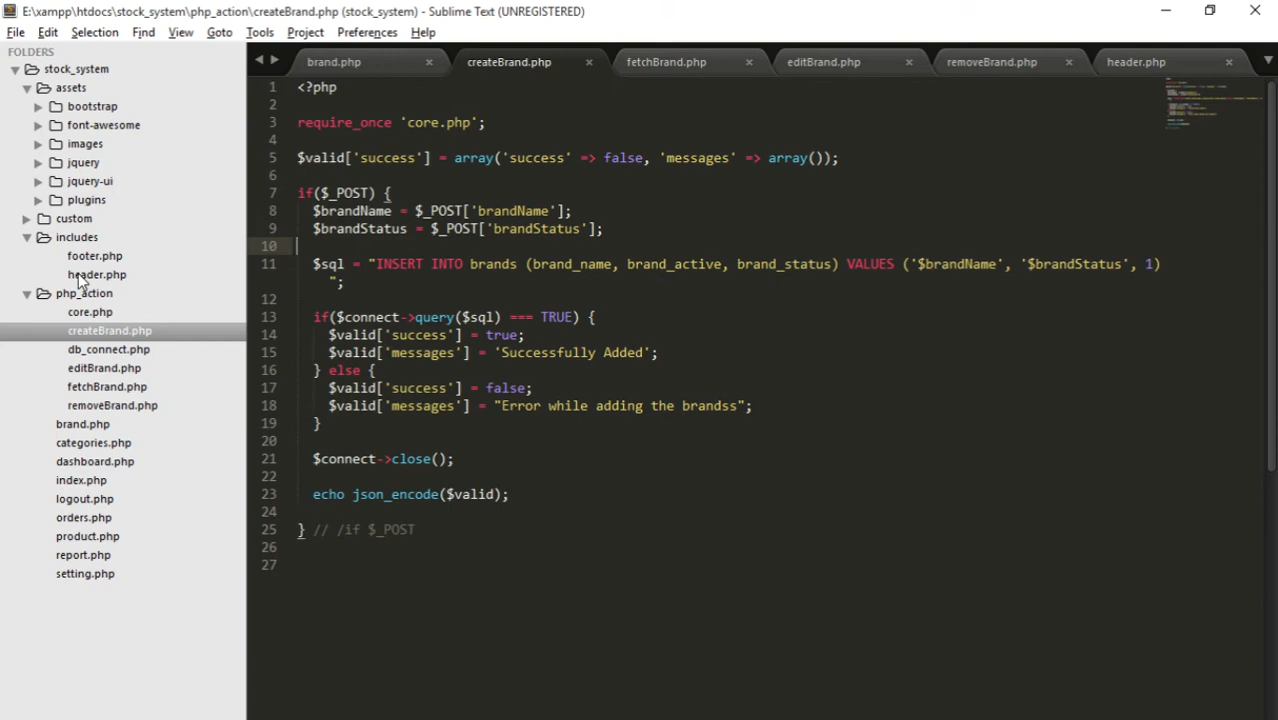 E:\xampp\htdocs\stock_system\php_action\createBrand.php (stock_system) - Sublime Text (UNREGISTERED)
File Edit Selection Find View Goto Tools Project Preferences Help
FOLDERS
stock_system
assets
bootstrap
font-awesome
images
jquery
jquery-ui
plugins
custom
includes
footer.php
header.php
php_action
core.php
createBrand.php
db_connect.php
editBrand.php
fetchBrand.php
removeBrand.php
brand.php
categories.php
dashboard.php
index.php
logout.php
orders.php
product.php
report.php
setting.php
brand.php createBrand.php fetchBrand.php editBrand.php removeBrand.php header.php
1 <?php
2
3 require_once 'core.php';
4
5 $valid['success'] = array('success' => false, 'messages' => array());
6
7 if($_POST) {
8 $brandName = $_POST['brandName'];
9 $brandStatus = $_POST['brandStatus'];
10
11 $sql = "INSERT INTO brands (brand_name, brand_active, brand_status) VALUES ('$brandName', '$brandStatus', 1)
";
12
13 if($connect->query($sql) === TRUE) {
14 $valid['success'] = true;
15 $valid['messages'] = 'Successfully Added';
16 } else {
17 $valid['success'] = false;
18 $valid['messages'] = "Error while adding the brandss";
19 }
20
21 $connect->close();
22
23 echo json_encode($valid);
24
25 } // /if $_POST
26
27